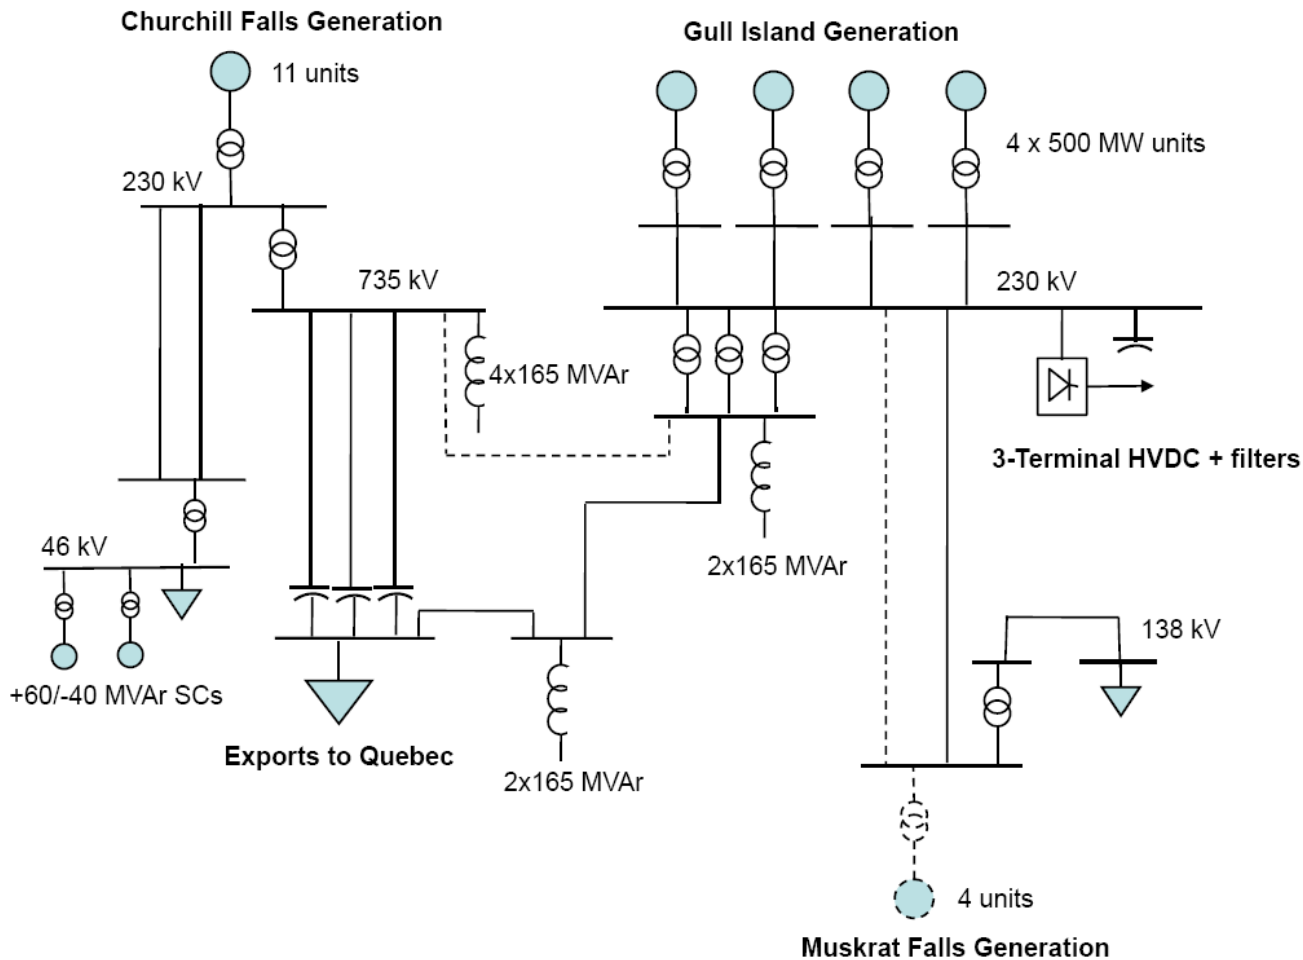 Churchill Falls Generation
Gull Island Generation
11 units
4 x 500 MW units
230 kV
735 kV
230 kV
4x165 MVAr
3-Terminal HVDC + filters
46 kV
2x165 MVAr
138 kV
+60/-40 MVAr SCs
Exports to Quebec
2x165 MVAr
4 units
Muskrat Falls Generation